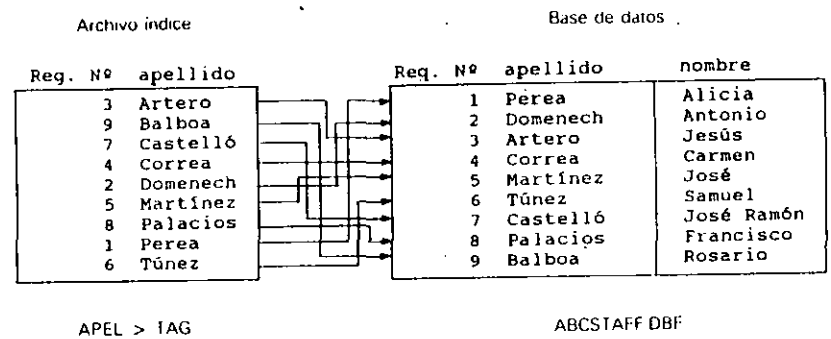 Archivo índice
Base de datos
Req. Nº apellido
3 Artero
9 Balboa
7 Castelló
4 Correa
2 Domenech
5 Martínez
8 Palacios
1 Perea
6 Túnez
Req. Nº apellido nombre
1 Perea Alicia
2 Domenech Antonio
3 Artero Jesús
4 Correa Carmen
5 Martínez José
6 Túnez Samuel
7 Castelló José Ramón
8 Palacios Francisco
9 Balboa Rosario
APEL > TAG
ABCSTAFF DBF